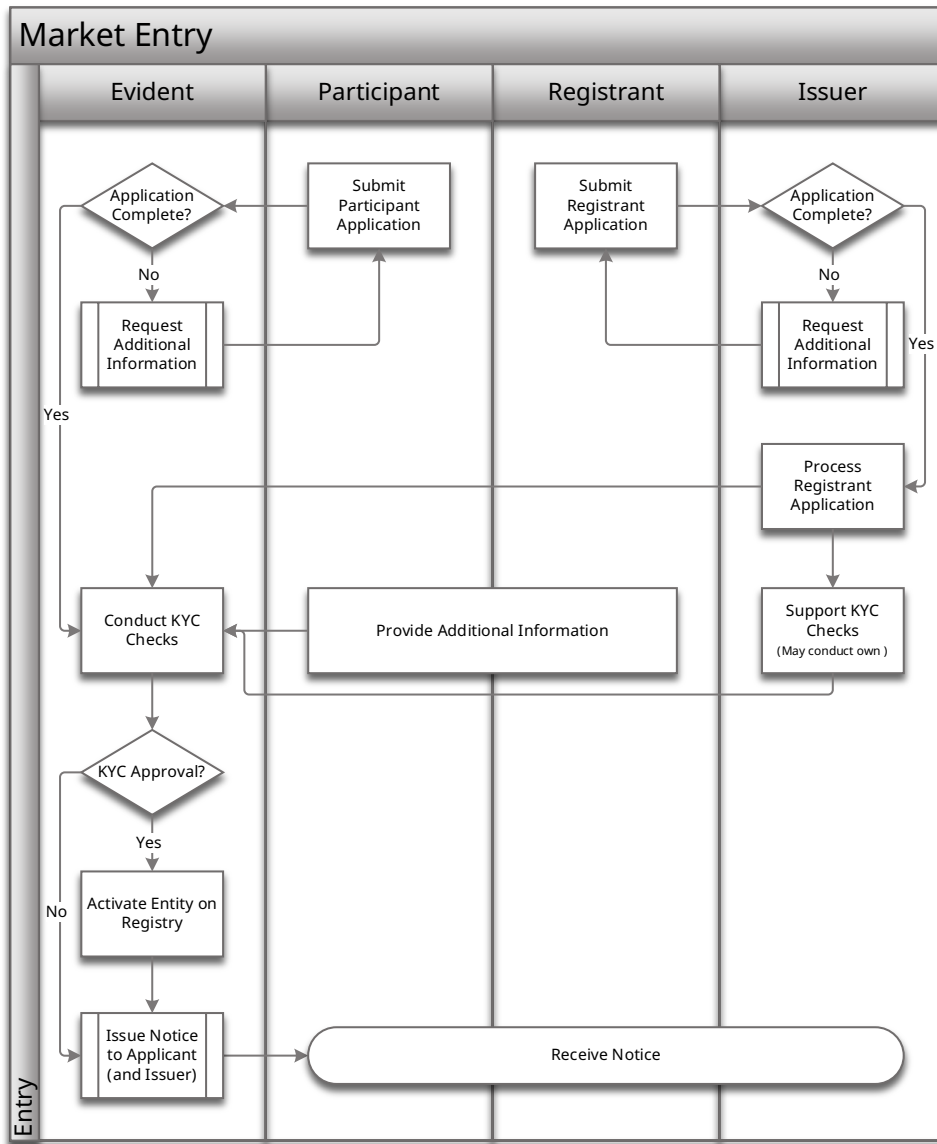 Market Entry
Evident
Participant
Registrant
Issuer
Application
Complete?
Submit
Participant
Application
Submit
Registrant
Application
Application
Complete?
No
No
Request
Additional
Information
Request
Additional
Information
Yes
Yes
Process
Registrant
Application
Conduct KYC
Checks
Provide Additional Information
Support KYC
Checks
(May conduct own )
KYC Approval?
Yes
No
Activate Entity on
Registry
Issue Notice
to Applicant
(and Issuer)
Receive Notice
Entry